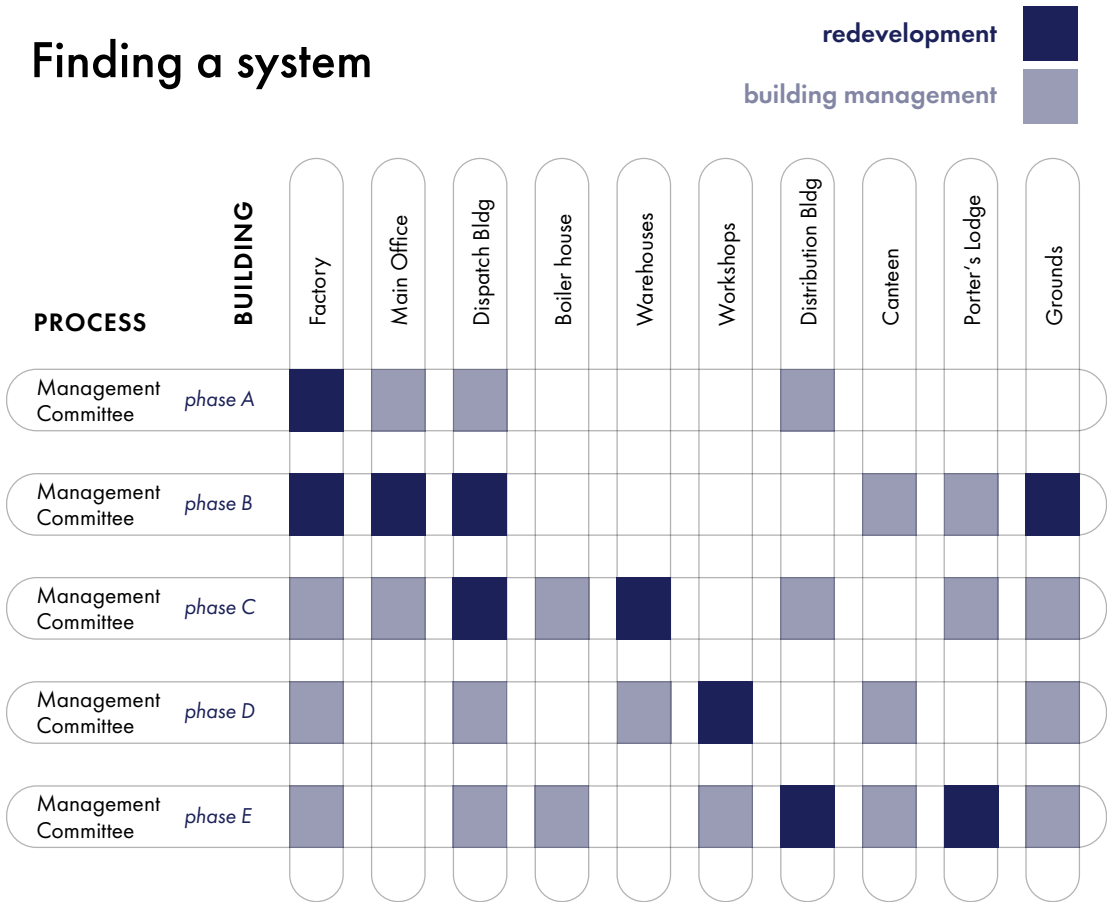 Finding a system
redevelopment
building management
PROCESS
BUILDING
Factory
Main Office
Dispatch Bldg
Boiler house
Warehouses
Workshops
Distribution Bldg
Canteen
Porter's Lodge
Grounds
Management
Committee
phase A
Management
Committee
phase B
Management
Committee
phase C
Management
Committee
phase D
Management
Committee
phase E